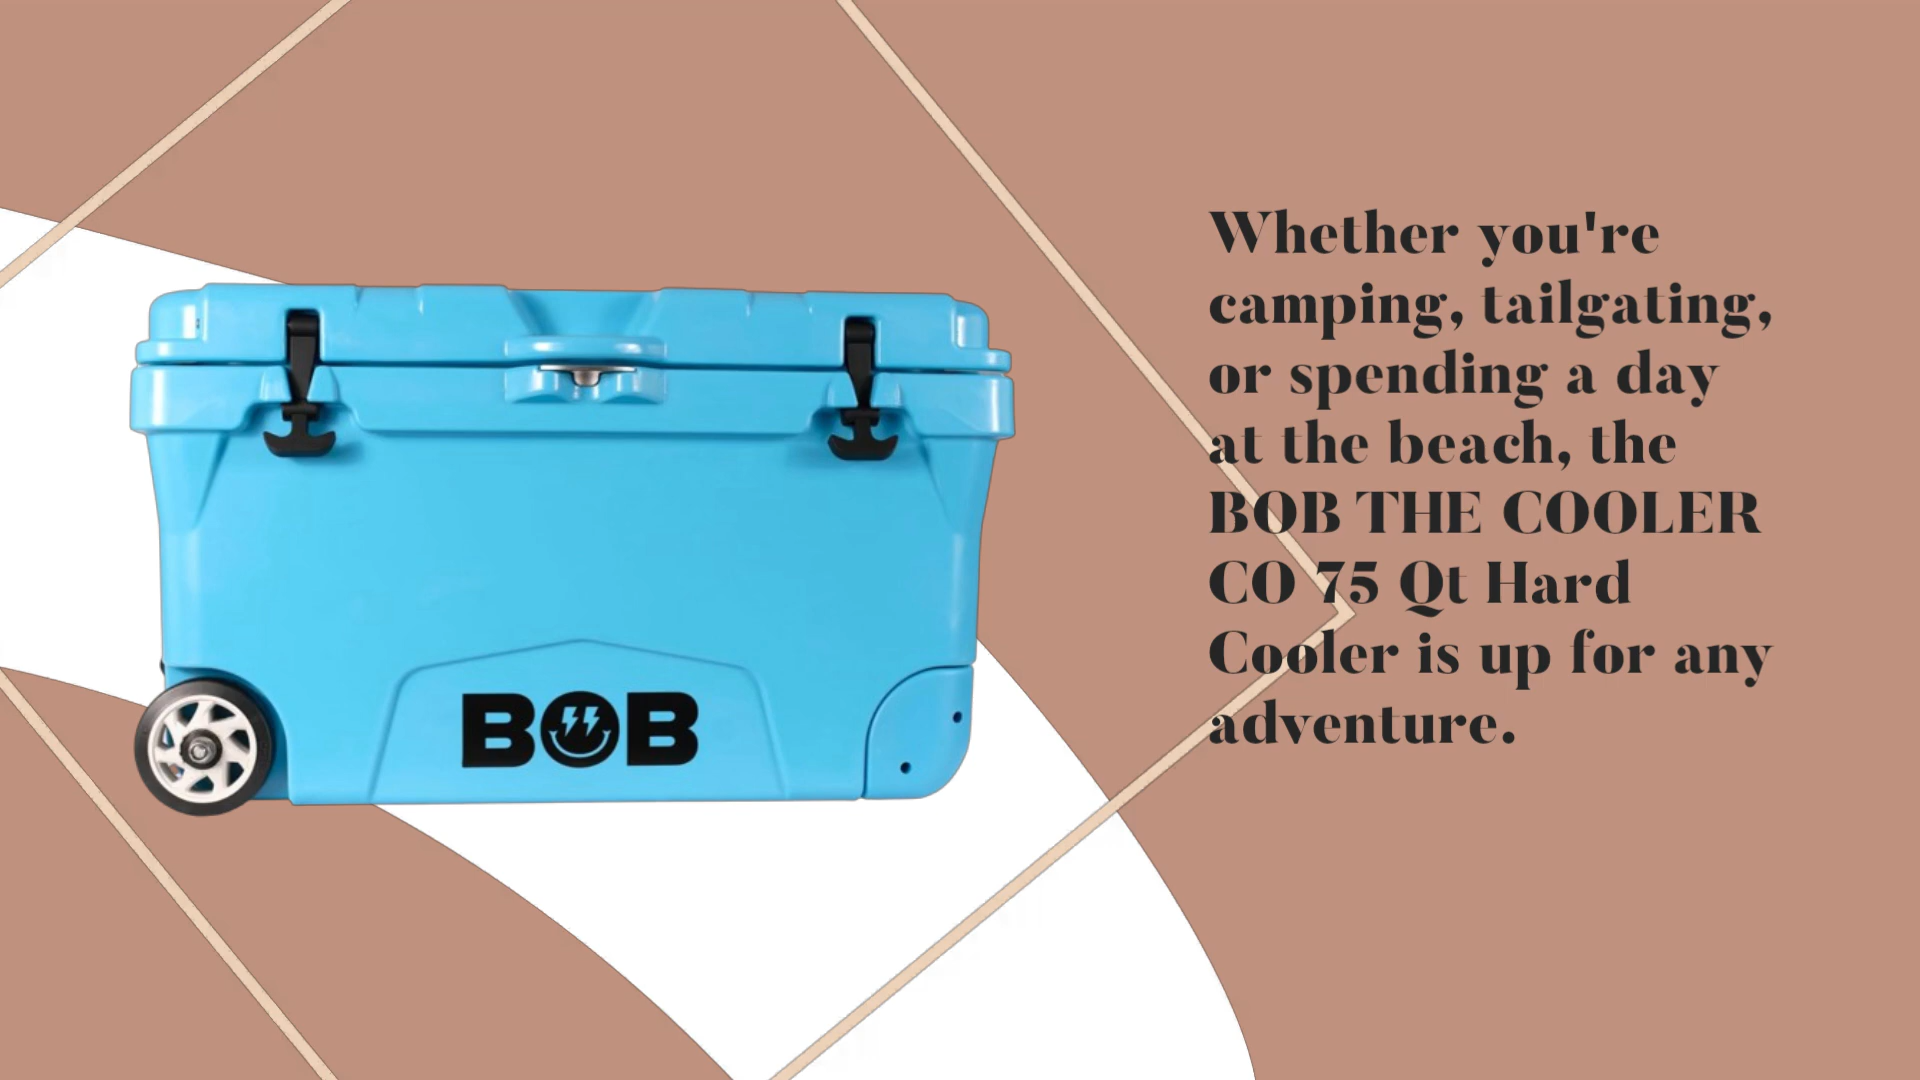 Whether you're
camping, tailgating,
or spending a day
at the beach, the
BOB THE COOLER
CO 75 Qt Hard
Cooler is up for any
adventure.
BOB